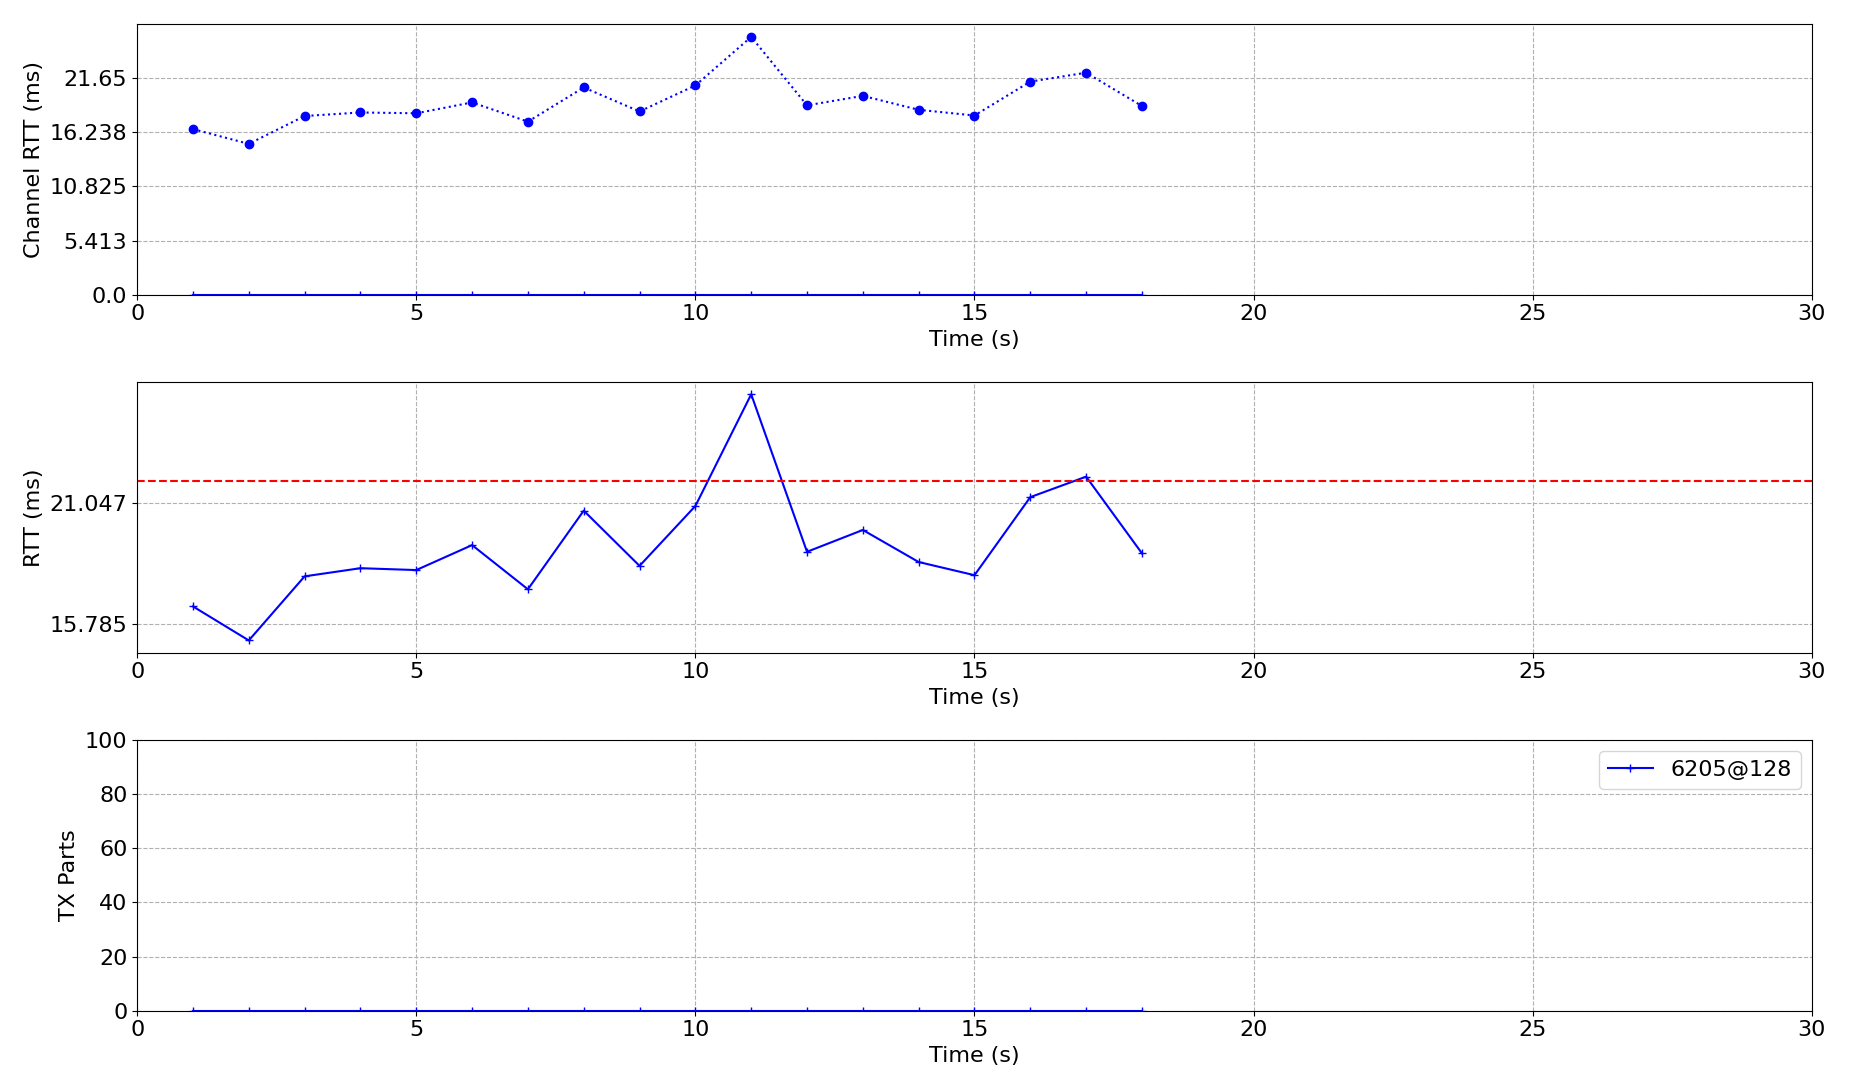 Channel RTT (ms)
21.65
16.238
10.825
5.413
0.0
0 5 10 15 20 25 30
Time (s)
RTT (ms)
21.047
15.785
0 5 10 15 20 25 30
Time (s)
TX Parts
100
80
60
40
20
0
6205@128
0 5 10 15 20 25 30
Time (s)